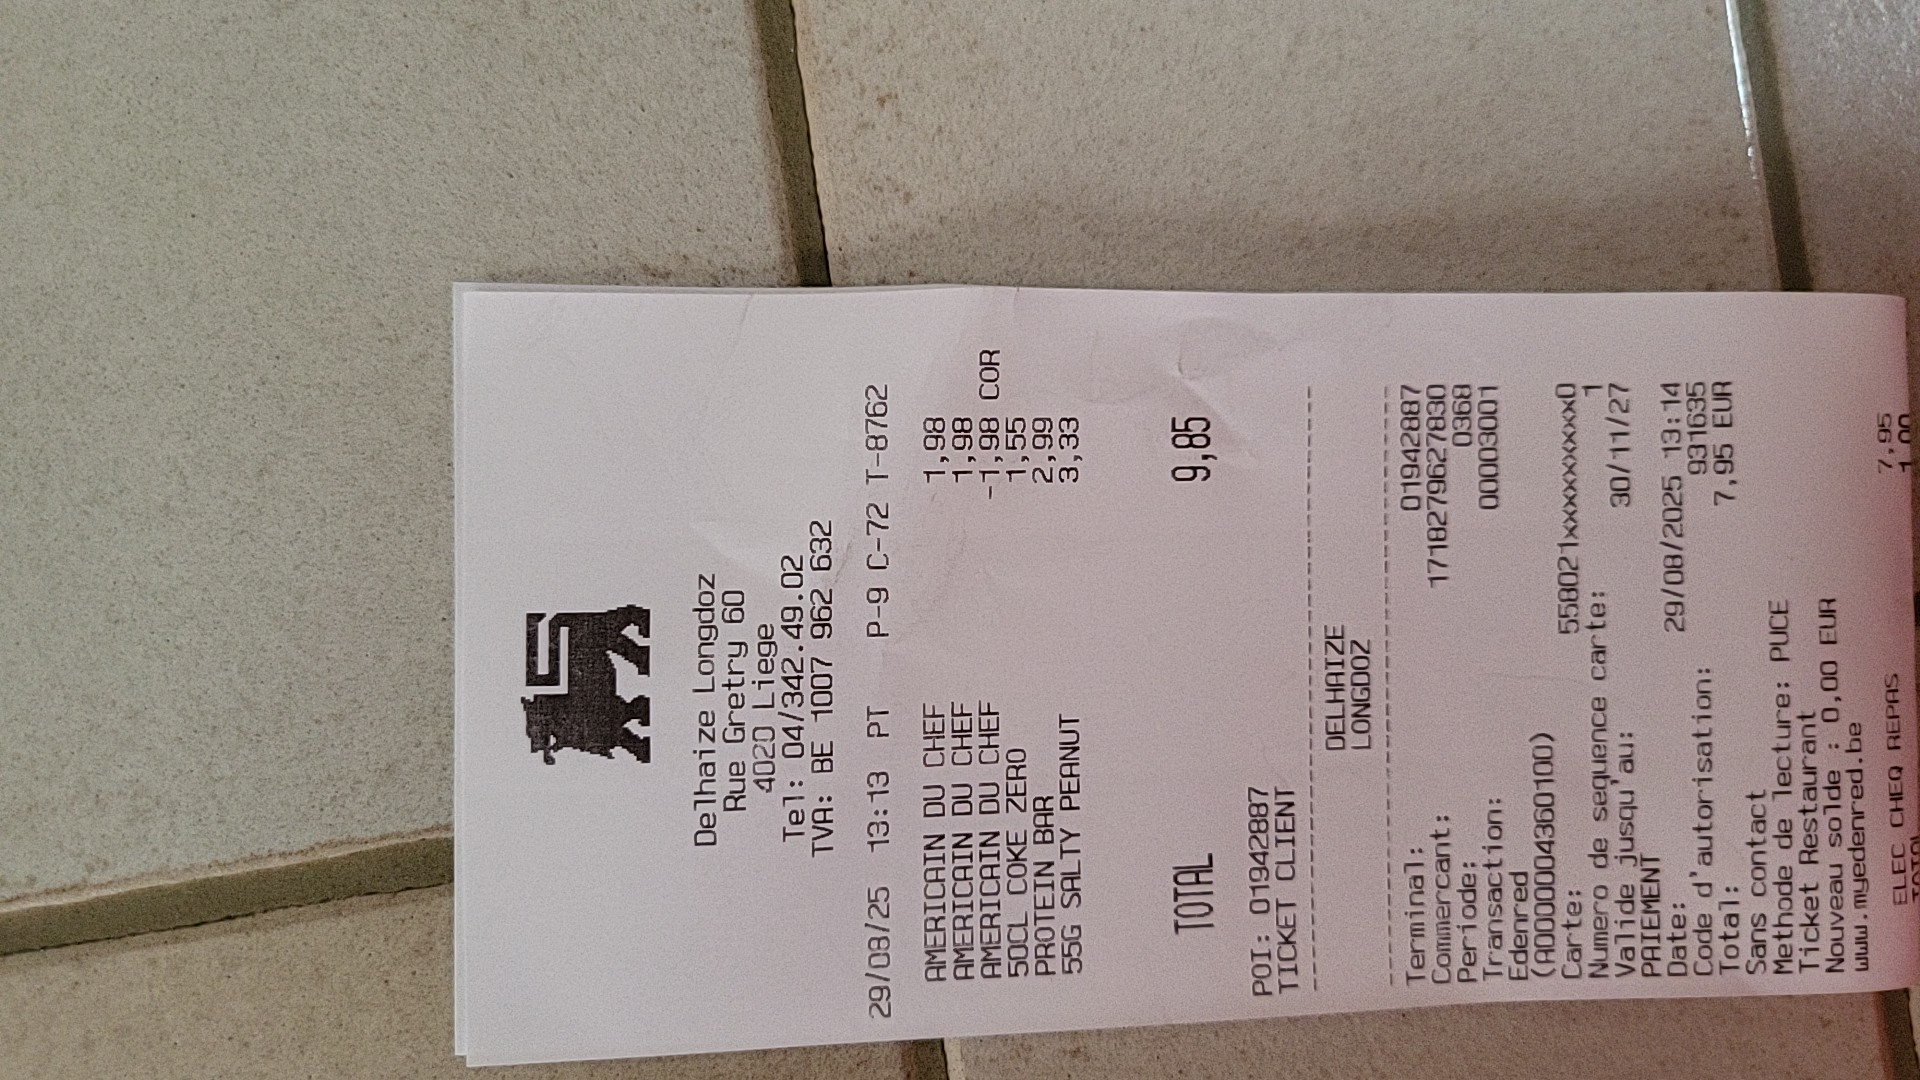 Delhaize Longdoz
Rue Gretry 60
4020 Liege
Tel: 04/342.49.02
TVA: BE 1007 962 632
29/08/25 13:13 PT P-9 C-72 T-8762
AMERICAIN DU CHEF 1,98
AMERICAIN DU CHEF 1,98
AMERICAIN DU CHEF -1,98 COR
50CL COKE ZERO 1,55
PROTEIN BAR 2,99
55G SALTY PEANUT 3,33
TOTAL 9,85
POI: 01942887
TICKET CLIENT
--------------------------------
DELHAIZE
LONGDOZ
--------------------------------
Terminal: 01942887
Commercant: 171827962783O
Periode: 0368
Transaction: 00003001
Edenred
(A00000436O100)
Carte: 558021xxxxxxxxxxx0
Numero de sequence carte: 1
Valide jusqu'au: 30/11/27
PAIEMENT
Date: 29/08/2025 13:14
Code d'autorisation: 931635
Total: 7,95 EUR
Sans contact
Methode de lecture: PUCE
Ticket Restaurant
Nouveau solde : 0,00 EUR
www.myedenred.be
ELEC CHEQ REPAS 7,95